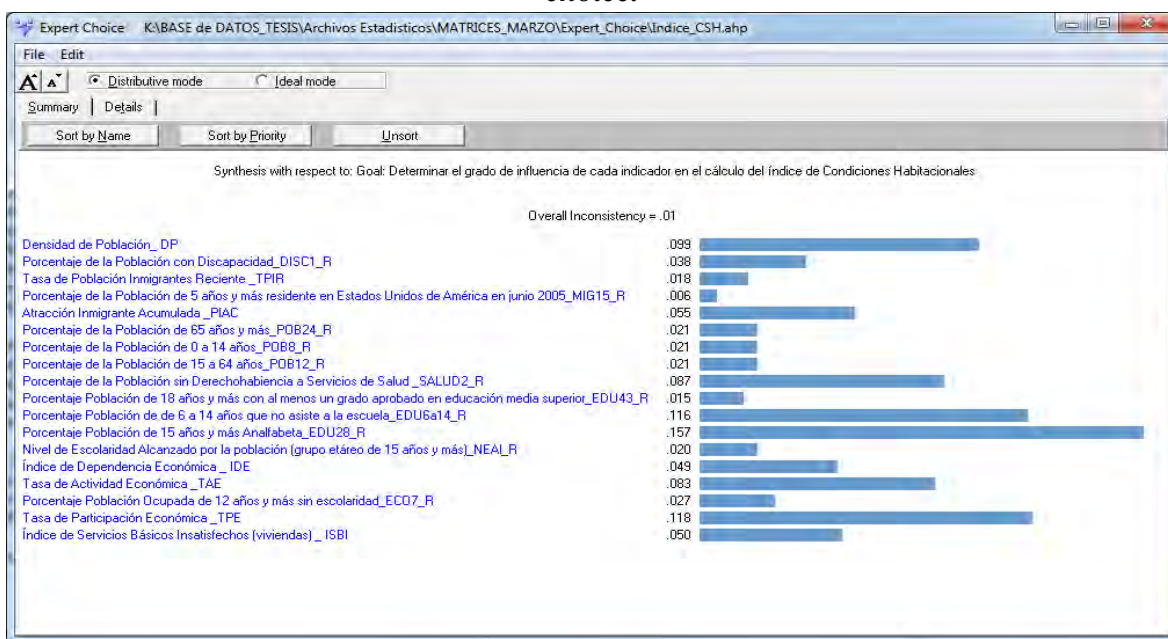 Expert Choice K:\BASE de DATOS_TESIS\Archivos Estadisticos\MATRICES_MARZO\Expert_Choice\Indice_CSH.ahp
File Edit
A A Distributive mode Ideal mode
Summary Details
Sort by Name Sort by Priority Unsort
Synthesis with respect to: Goal: Determinar el grado de influencia de cada indicador en el cálculo del índice de Condiciones Habitacionales
Overall Inconsistency = .01
Densidad de Población_ DP .099
Porcentaje de la Población con Discapacidad_DISC1_R .038
Tasa de Población Inmigrantes Reciente _TPIR .018
Porcentaje de la Población de 5 años y más residente en Estados Unidos de América en junio 2005_MIG15_R .006
Atracción Inmigrante Acumulada _PIAC .055
Porcentaje de la Población de 65 años y más_POB24_R .021
Porcentaje de la Población de 0 a 14 años_POB8_R .021
Porcentaje de la Población de 15 a 64 años_POB12_R .021
Porcentaje de la Población sin Derechohabiencia a Servicios de Salud _SALUD2_R .087
Porcentaje Población de 18 años y más con al menos un grado aprobado en educación media superior_EDU43_R .015
Porcentaje Población de de 6 a 14 años que no asiste a la escuela_EDU6a14_R .116
Porcentaje Población de 15 años y más Analfabeta_EDU28_R .157
Nivel de Escolaridad Alcanzado por la población (grupo etáreo de 15 años y más)_NEAI_R .020
Índice de Dependencia Económica _ IDE .049
Tasa de Actividad Económica _TAE .083
Porcentaje Población Ocupada de 12 años y más sin escolaridad_ECO7_R .027
Tasa de Participación Económica _TPE .118
Índice de Servicios Básicos Insatisfechos (viviendas) _ ISBI .050